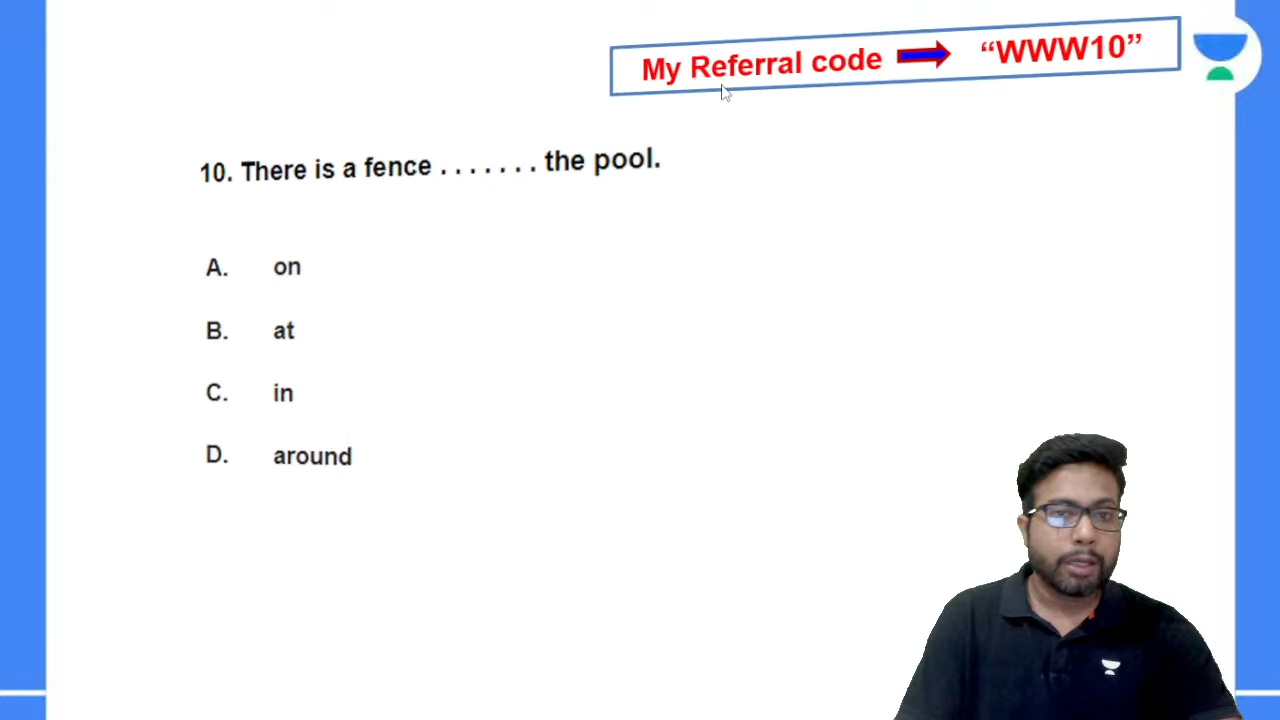 My Referral code “WWW10”
10. There is a fence . . . . . . . the pool.
A. on
B. at
C. in
D. around